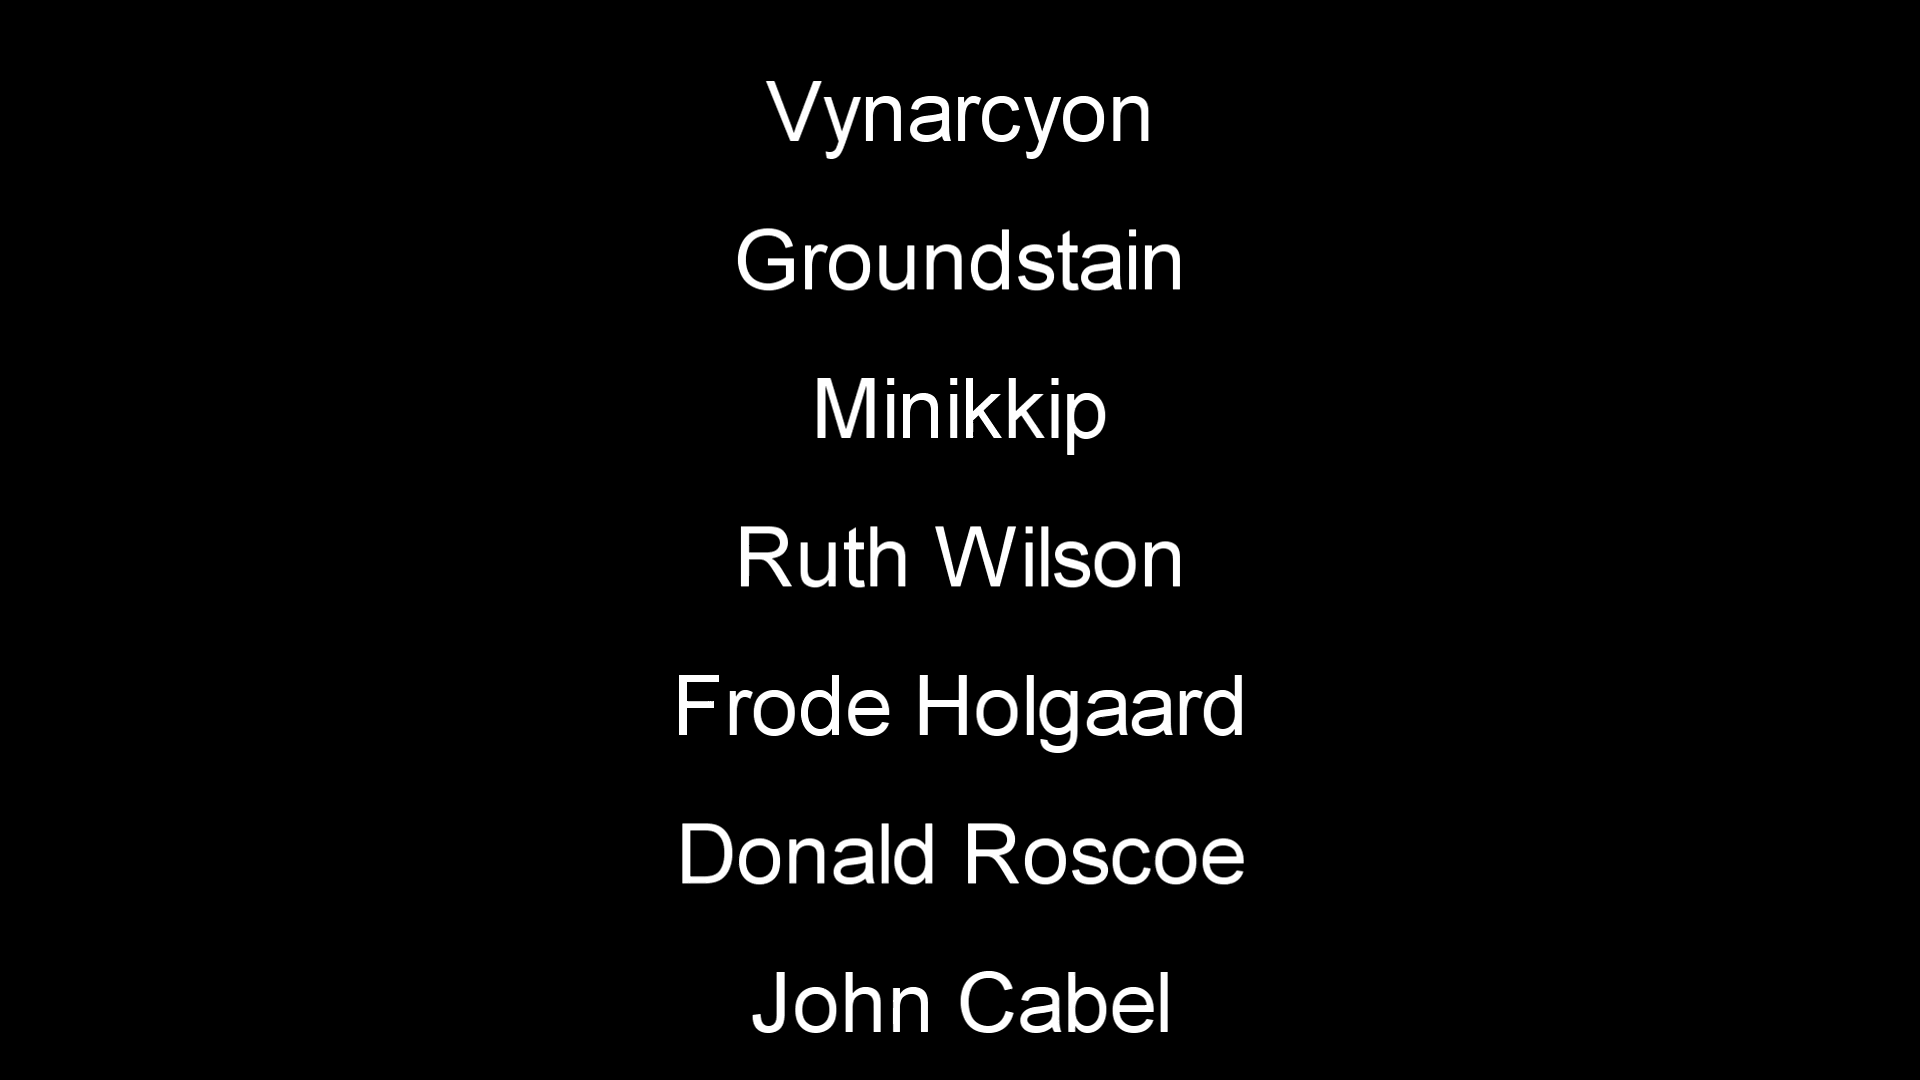 Vynarcyon
Groundstain
Minikkip
Ruth Wilson
Frode Holgaard
Donald Roscoe
John Cabel